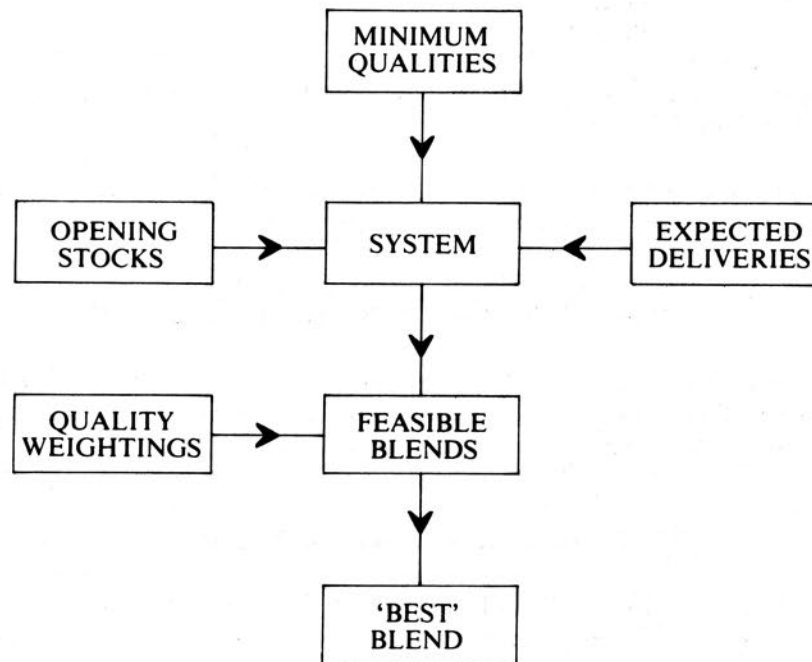 MINIMUM
QUALITIES
OPENING
STOCKS
SYSTEM
EXPECTED
DELIVERIES
QUALITY
WEIGHTINGS
FEASIBLE
BLENDS
‘BEST’
BLEND